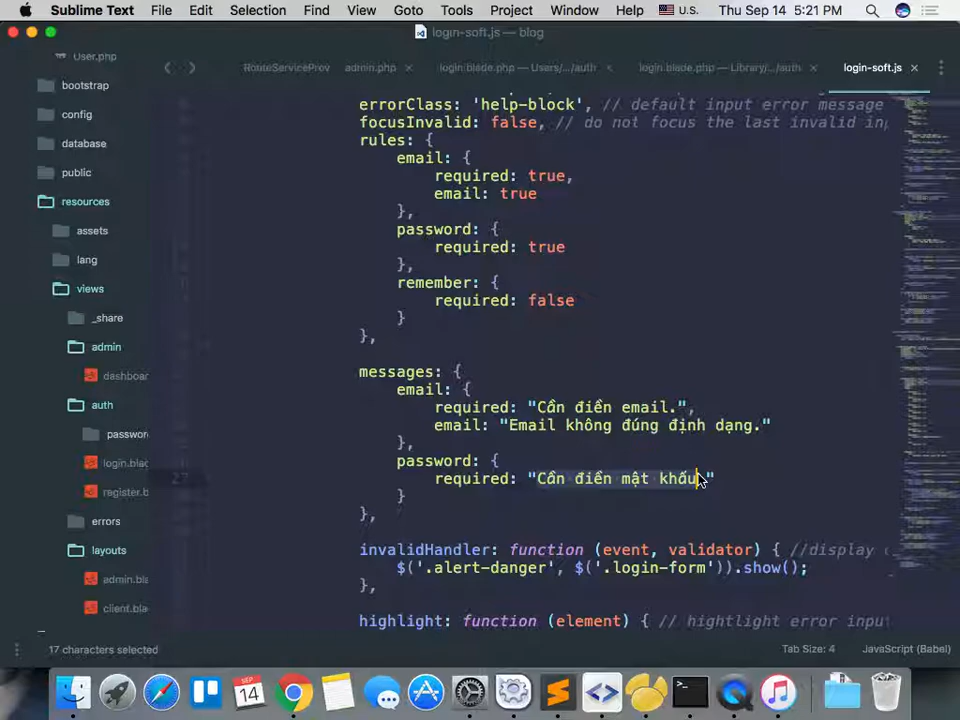 Sublime Text File Edit Selection Find View Goto Tools Project Window Help U.S. Thu Sep 14 5:21 PM
login-soft.js — blog
RouteServicePrev admin.php login.blade.php — Users/.../auth login.blade.php — Library/.../auth login-soft.js
User.php
bootstrap
config
database
public
resources
assets
lang
views
_share
admin
dashboar
auth
passwor
login.blac
register.b
errors
layouts
admin.bla
client.bla
errorClass: 'help-block', // default input error message
focusInvalid: false, // do not focus the last invalid inp
rules: {
email: {
required: true,
email: true
},
password: {
required: true
},
remember: {
required: false
}
},
messages: {
email: {
required: "Cần điền email.",
email: "Email không đúng định dạng."
},
password: {
27 required: "Cần điền mật khẩu."
}
},
invalidHandler: function (event, validator) { //display
$('.alert-danger', $('.login-form')).show();
},
highlight: function (element) { // hightlight error input
17 characters selected Tab Size: 4 JavaScript (Babel)
SEP
14